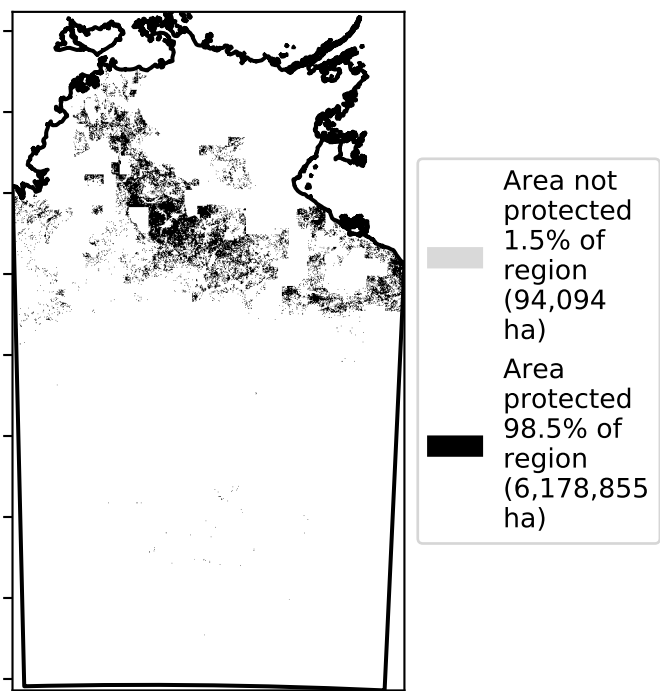 Area not
protected
1.5% of
region
(94,094
ha)
Area
protected
98.5% of
region
(6,178,855
ha)